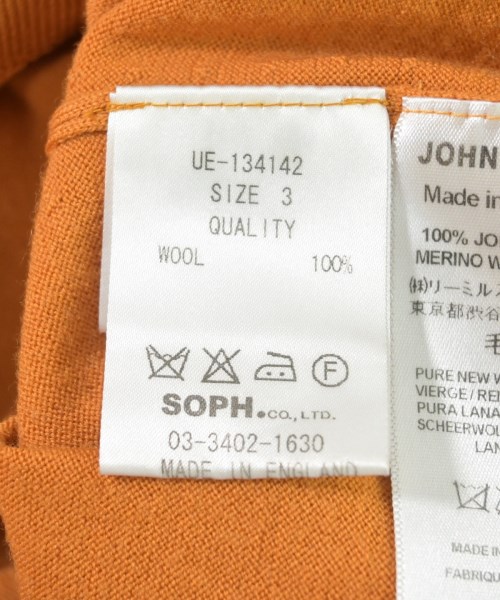 UE-134142
SIZE 3
QUALITY
WOOL 100%
SOPH.CO., LTD.
03-3402-1630
MADE IN ENGLAND
JOHN
Made in
100% JO
MERINO W
㈱リーミルズ
東京都渋谷
毛
PURE NEW W
VIERGE / REI
PURA LANA
SCHEERWOL
LAN
MADE IN
FABRIQUÉ